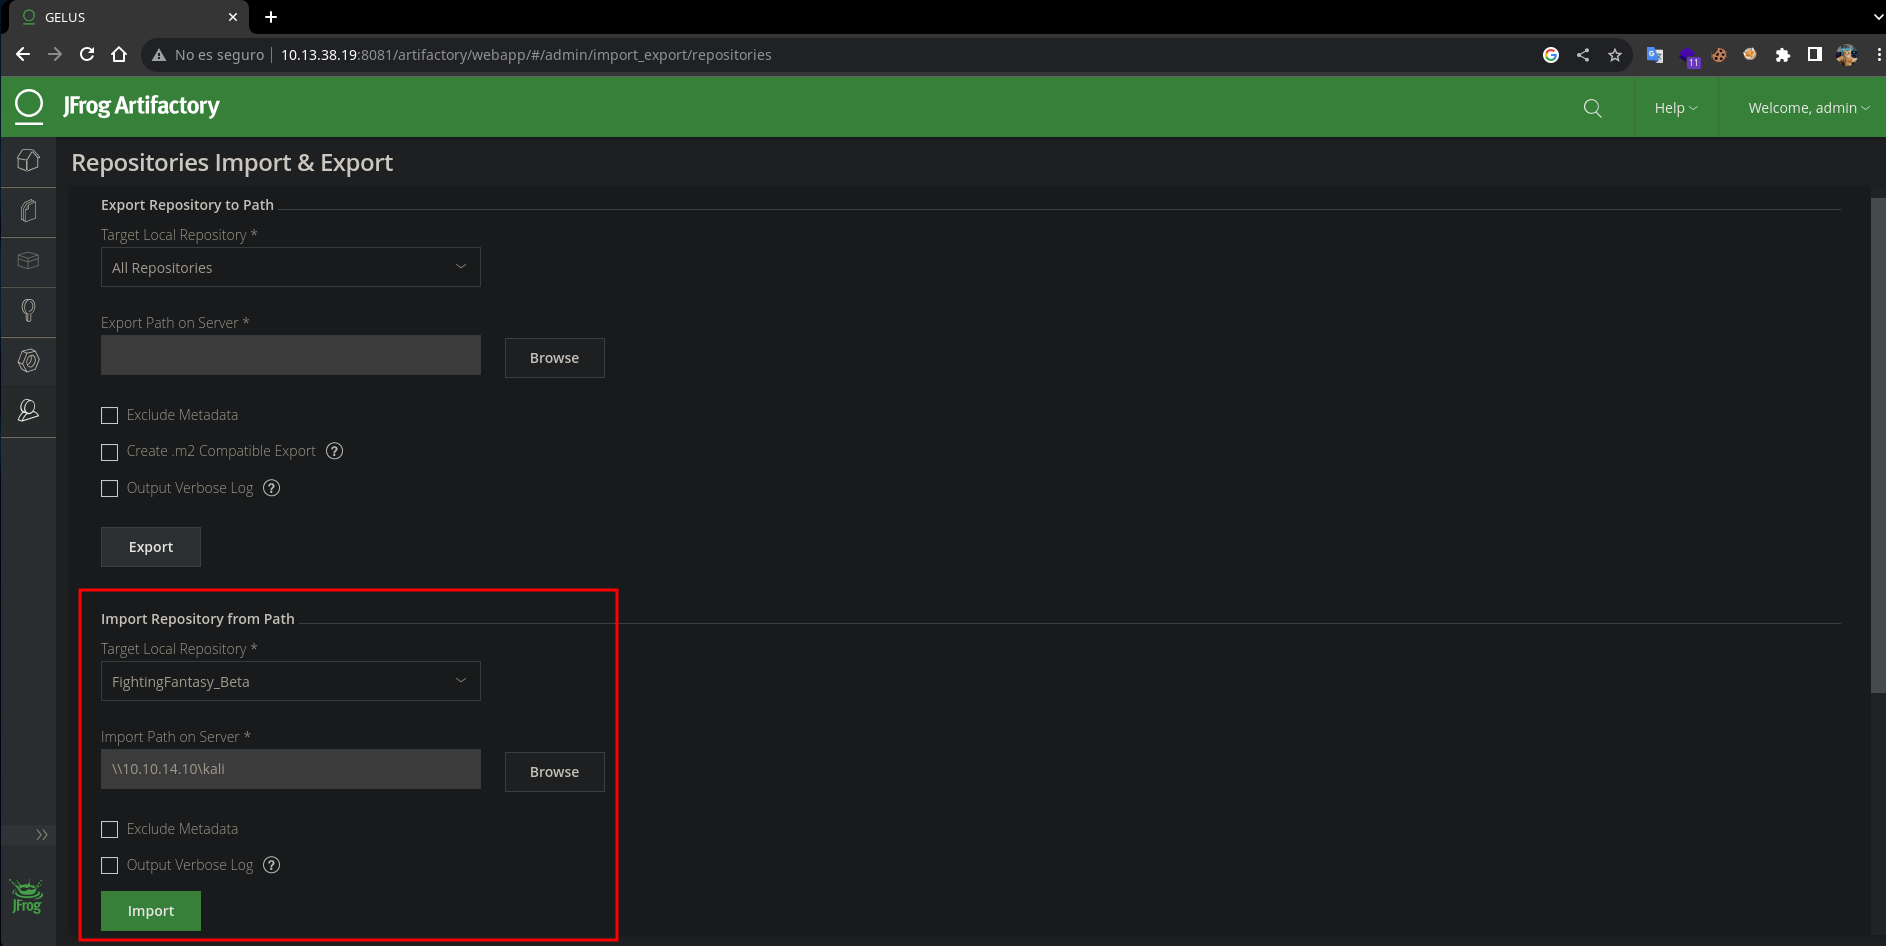 GELUS
No es seguro
10.13.38.19:8081/artifactory/webapp/#/admin/import_export/repositories
11
JFrog Artifactory
Help
Welcome, admin
Repositories Import & Export
Export Repository to Path
Target Local Repository *
All Repositories
Export Path on Server *
Browse
Exclude Metadata
Create .m2 Compatible Export ?
Output Verbose Log ?
Export
Import Repository from Path
Target Local Repository *
FightingFantasy_Beta
Import Path on Server *
\\10.10.14.10\kali
Browse
Exclude Metadata
Output Verbose Log ?
Import
JFrog